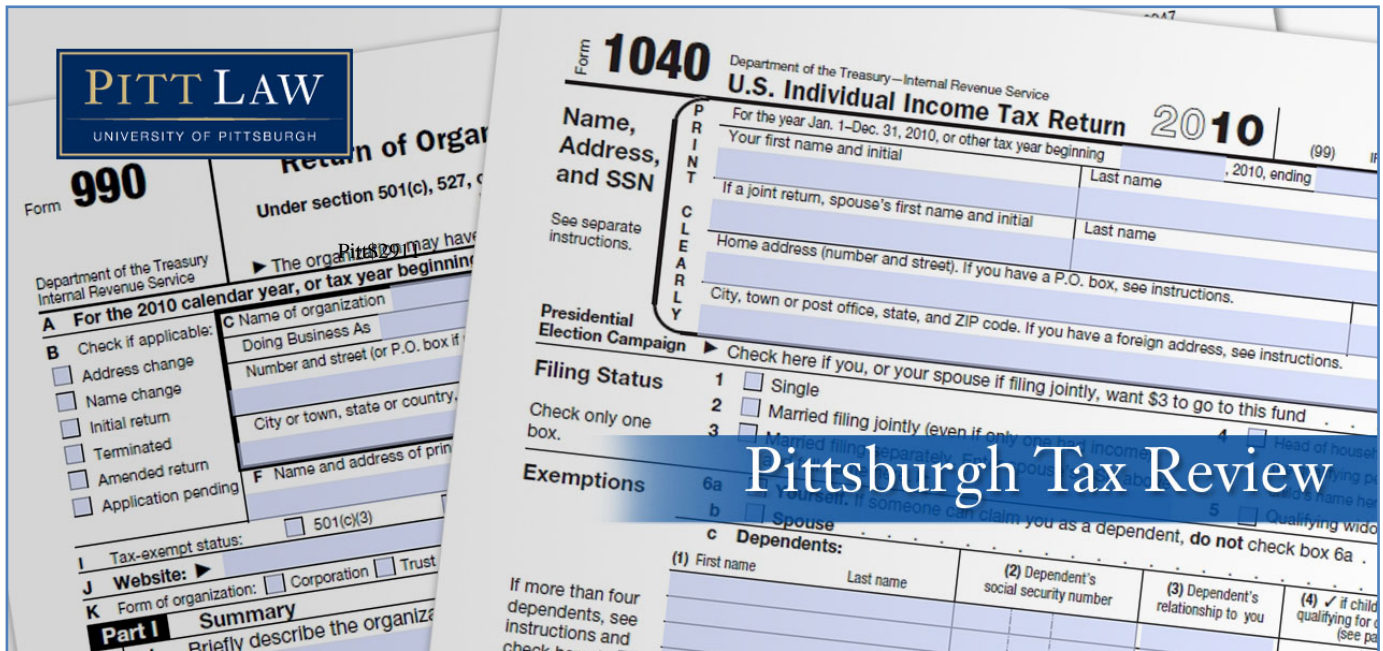 PITT LAW
UNIVERSITY OF PITTSBURGH
Form 990
Return of Organ
Under section 501(c), 527,
Pitt$2911
► The organization may have
Department of the Treasury
Internal Revenue Service
A For the 2010 calendar year, or tax year beginning
B Check if applicable:
Address change
Name change
Initial return
Terminated
Amended return
Application pending
C Name of organization
Doing Business As
Number and street (or P.O. box if
City or town, state or country,
F Name and address of prin
I Tax-exempt status:
501(c)(3)
J Website: ►
K Form of organization: Corporation Trust
Part I Summary
Briefly describe the organiza
Form 1040
Department of the Treasury—Internal Revenue Service
U.S. Individual Income Tax Return 2010
(99)
For the year Jan. 1–Dec. 31, 2010, or other tax year beginning , 2010, ending
Name,
Address,
and SSN
See separate
instructions.
PRINT CLEARLY
Your first name and initial
Last name
If a joint return, spouse's first name and initial
Last name
Home address (number and street). If you have a P.O. box, see instructions.
City, town or post office, state, and ZIP code. If you have a foreign address, see instructions.
Presidential
Election Campaign
► Check here if you, or your spouse if filing jointly, want $3 to go to this fund . .
Filing Status
Check only one
box.
1 Single
2 Married filing jointly (even if only one had income)
3 Married filing separately.
4 Head of househ
5 Qualifying wido
Pittsburgh Tax Review
Exemptions
6a Yourself. If someone can claim you as a dependent, do not check box 6a .
b Spouse
c Dependents:
(1) First name Last name
(2) Dependent's
social security number
(3) Dependent's
relationship to you
(4) ✓ if child
qualifying for
(see pa
If more than four
dependents, see
instructions and